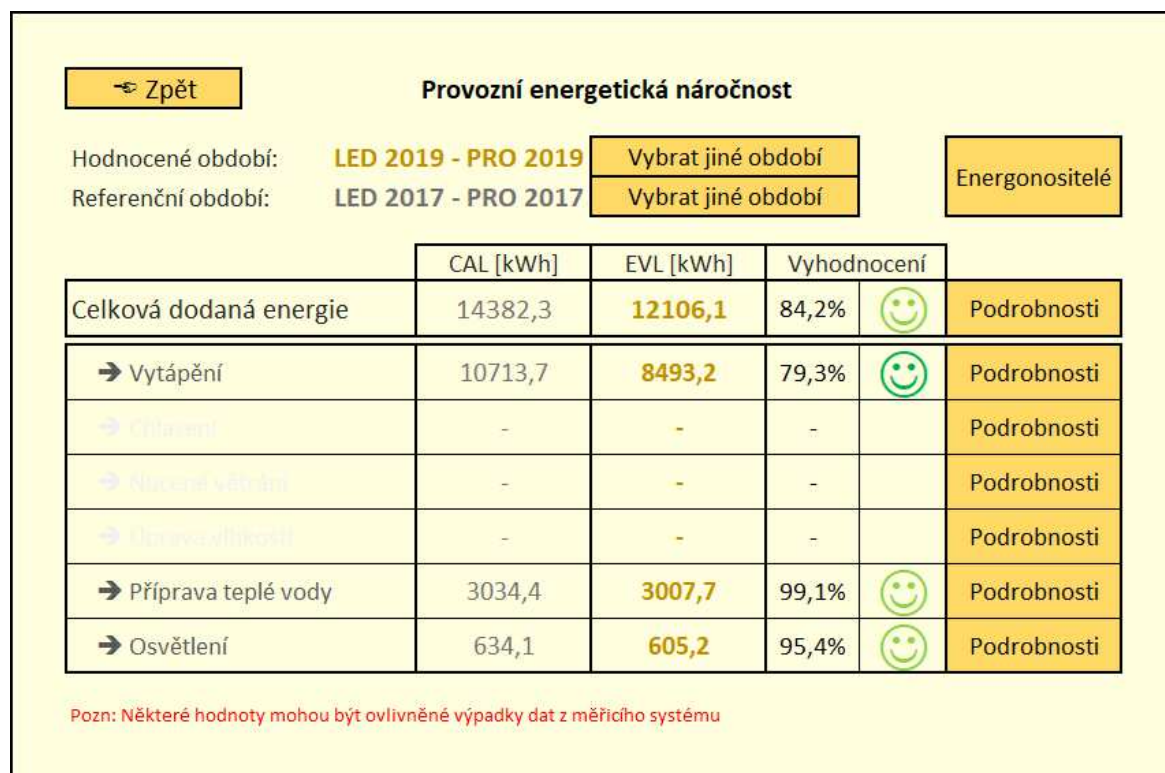 ☜ Zpět
Provozní energetická náročnost
Hodnocené období: LED 2019 - PRO 2019 Vybrat jiné období
Referenční období: LED 2017 - PRO 2017 Vybrat jiné období
Energonositelé
CAL [kWh] EVL [kWh] Vyhodnocení
Celková dodaná energie 14382,3 12106,1 84,2% Podrobnosti
➔ Vytápění 10713,7 8493,2 79,3% Podrobnosti
➔ Chlazení - - - Podrobnosti
➔ Nucené větrání - - - Podrobnosti
➔ Úprava vlhkosti - - - Podrobnosti
➔ Příprava teplé vody 3034,4 3007,7 99,1% Podrobnosti
➔ Osvětlení 634,1 605,2 95,4% Podrobnosti
Pozn: Některé hodnoty mohou být ovlivněné výpadky dat z měřicího systému